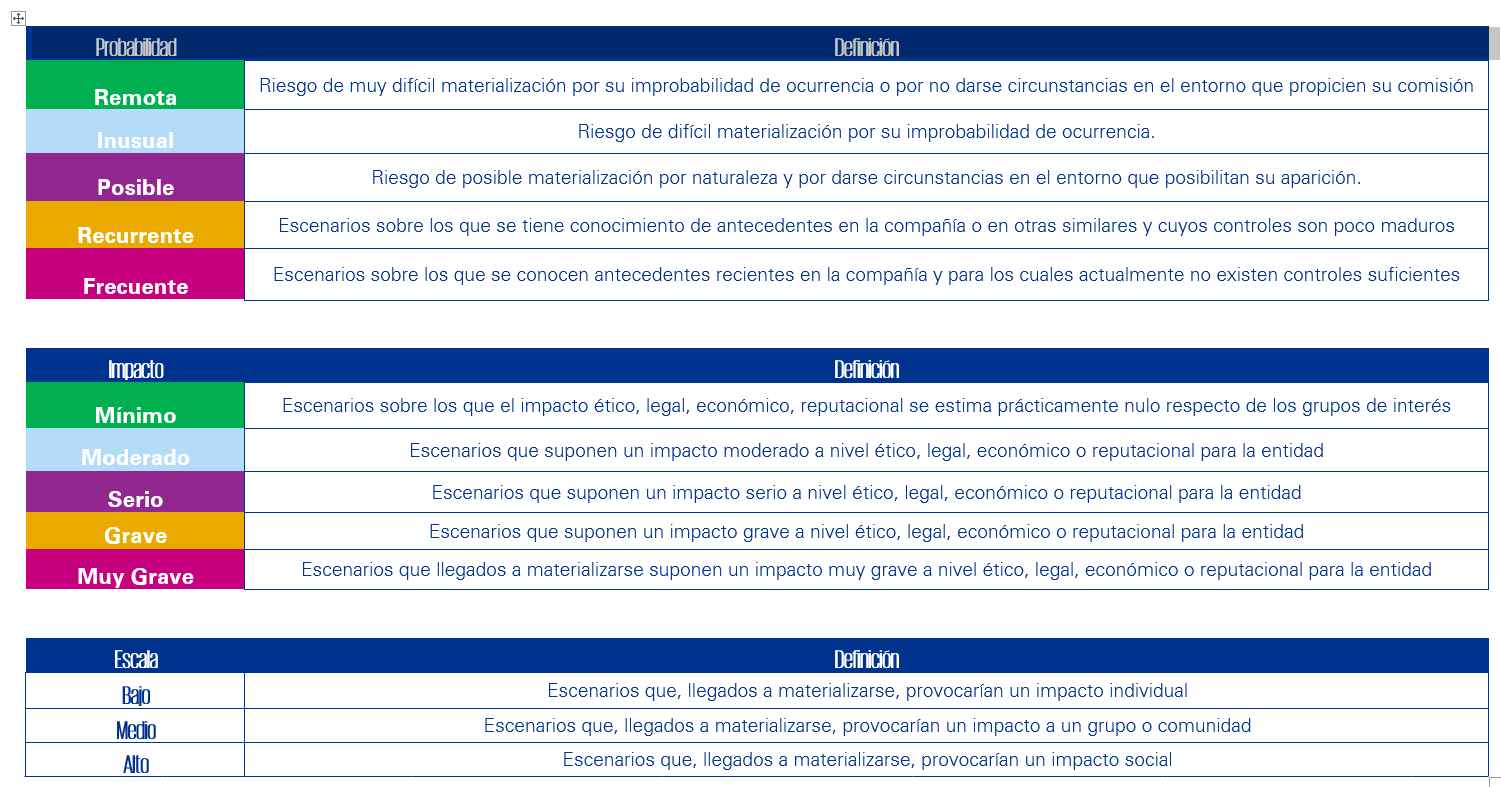 Probabilidad Definición
Remota Riesgo de muy difícil materialización por su improbabilidad de ocurrencia o por no darse circunstancias en el entorno que propicien su comisión
Inusual Riesgo de difícil materialización por su improbabilidad de ocurrencia.
Posible Riesgo de posible materialización por naturaleza y por darse circunstancias en el entorno que posibilitan su aparición.
Recurrente Escenarios sobre los que se tiene conocimiento de antecedentes en la compañía o en otras similares y cuyos controles son poco maduros
Frecuente Escenarios sobre los que se conocen antecedentes recientes en la compañía y para los cuales actualmente no existen controles suficientes
Impacto Definición
Mínimo Escenarios sobre los que el impacto ético, legal, económico, reputacional se estima prácticamente nulo respecto de los grupos de interés
Moderado Escenarios que suponen un impacto moderado a nivel ético, legal, económico o reputacional para la entidad
Serio Escenarios que suponen un impacto serio a nivel ético, legal, económico o reputacional para la entidad
Grave Escenarios que suponen un impacto grave a nivel ético, legal, económico o reputacional para la entidad
Muy Grave Escenarios que llegados a materializarse suponen un impacto muy grave a nivel ético, legal, económico o reputacional para la entidad
Escala Definición
Bajo Escenarios que, llegados a materializarse, provocarían un impacto individual
Medio Escenarios que, llegados a materializarse, provocarían un impacto a un grupo o comunidad
Alto Escenarios que, llegados a materializarse, provocarían un impacto social